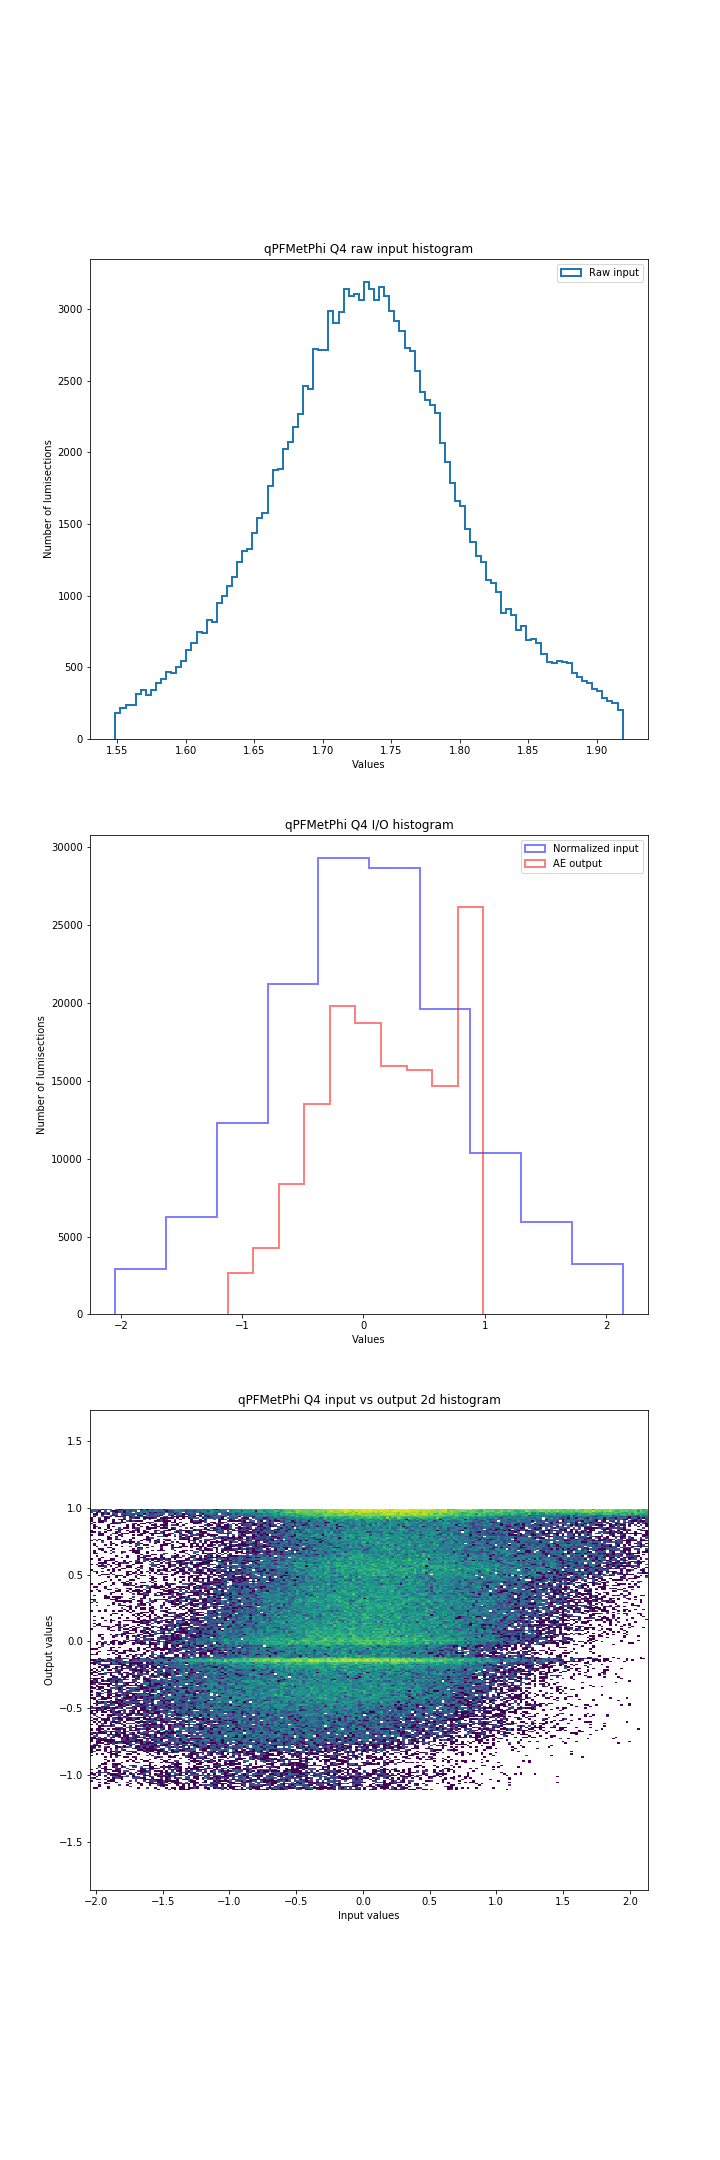 qPFMetPhi Q4 raw input histogram
Raw input
3000
2500
2000
1500
1000
500
0
Number of lumisections
1.55 1.60 1.65 1.70 1.75 1.80 1.85 1.90
Values
qPFMetPhi Q4 I/O histogram
Normalized input
AE output
30000
25000
20000
15000
10000
5000
0
Number of lumisections
−2 −1 0 1 2
Values
qPFMetPhi Q4 input vs output 2d histogram
1.5
1.0
0.5
0.0
−0.5
−1.0
−1.5
Output values
−2.0 −1.5 −1.0 −0.5 0.0 0.5 1.0 1.5 2.0
Input values